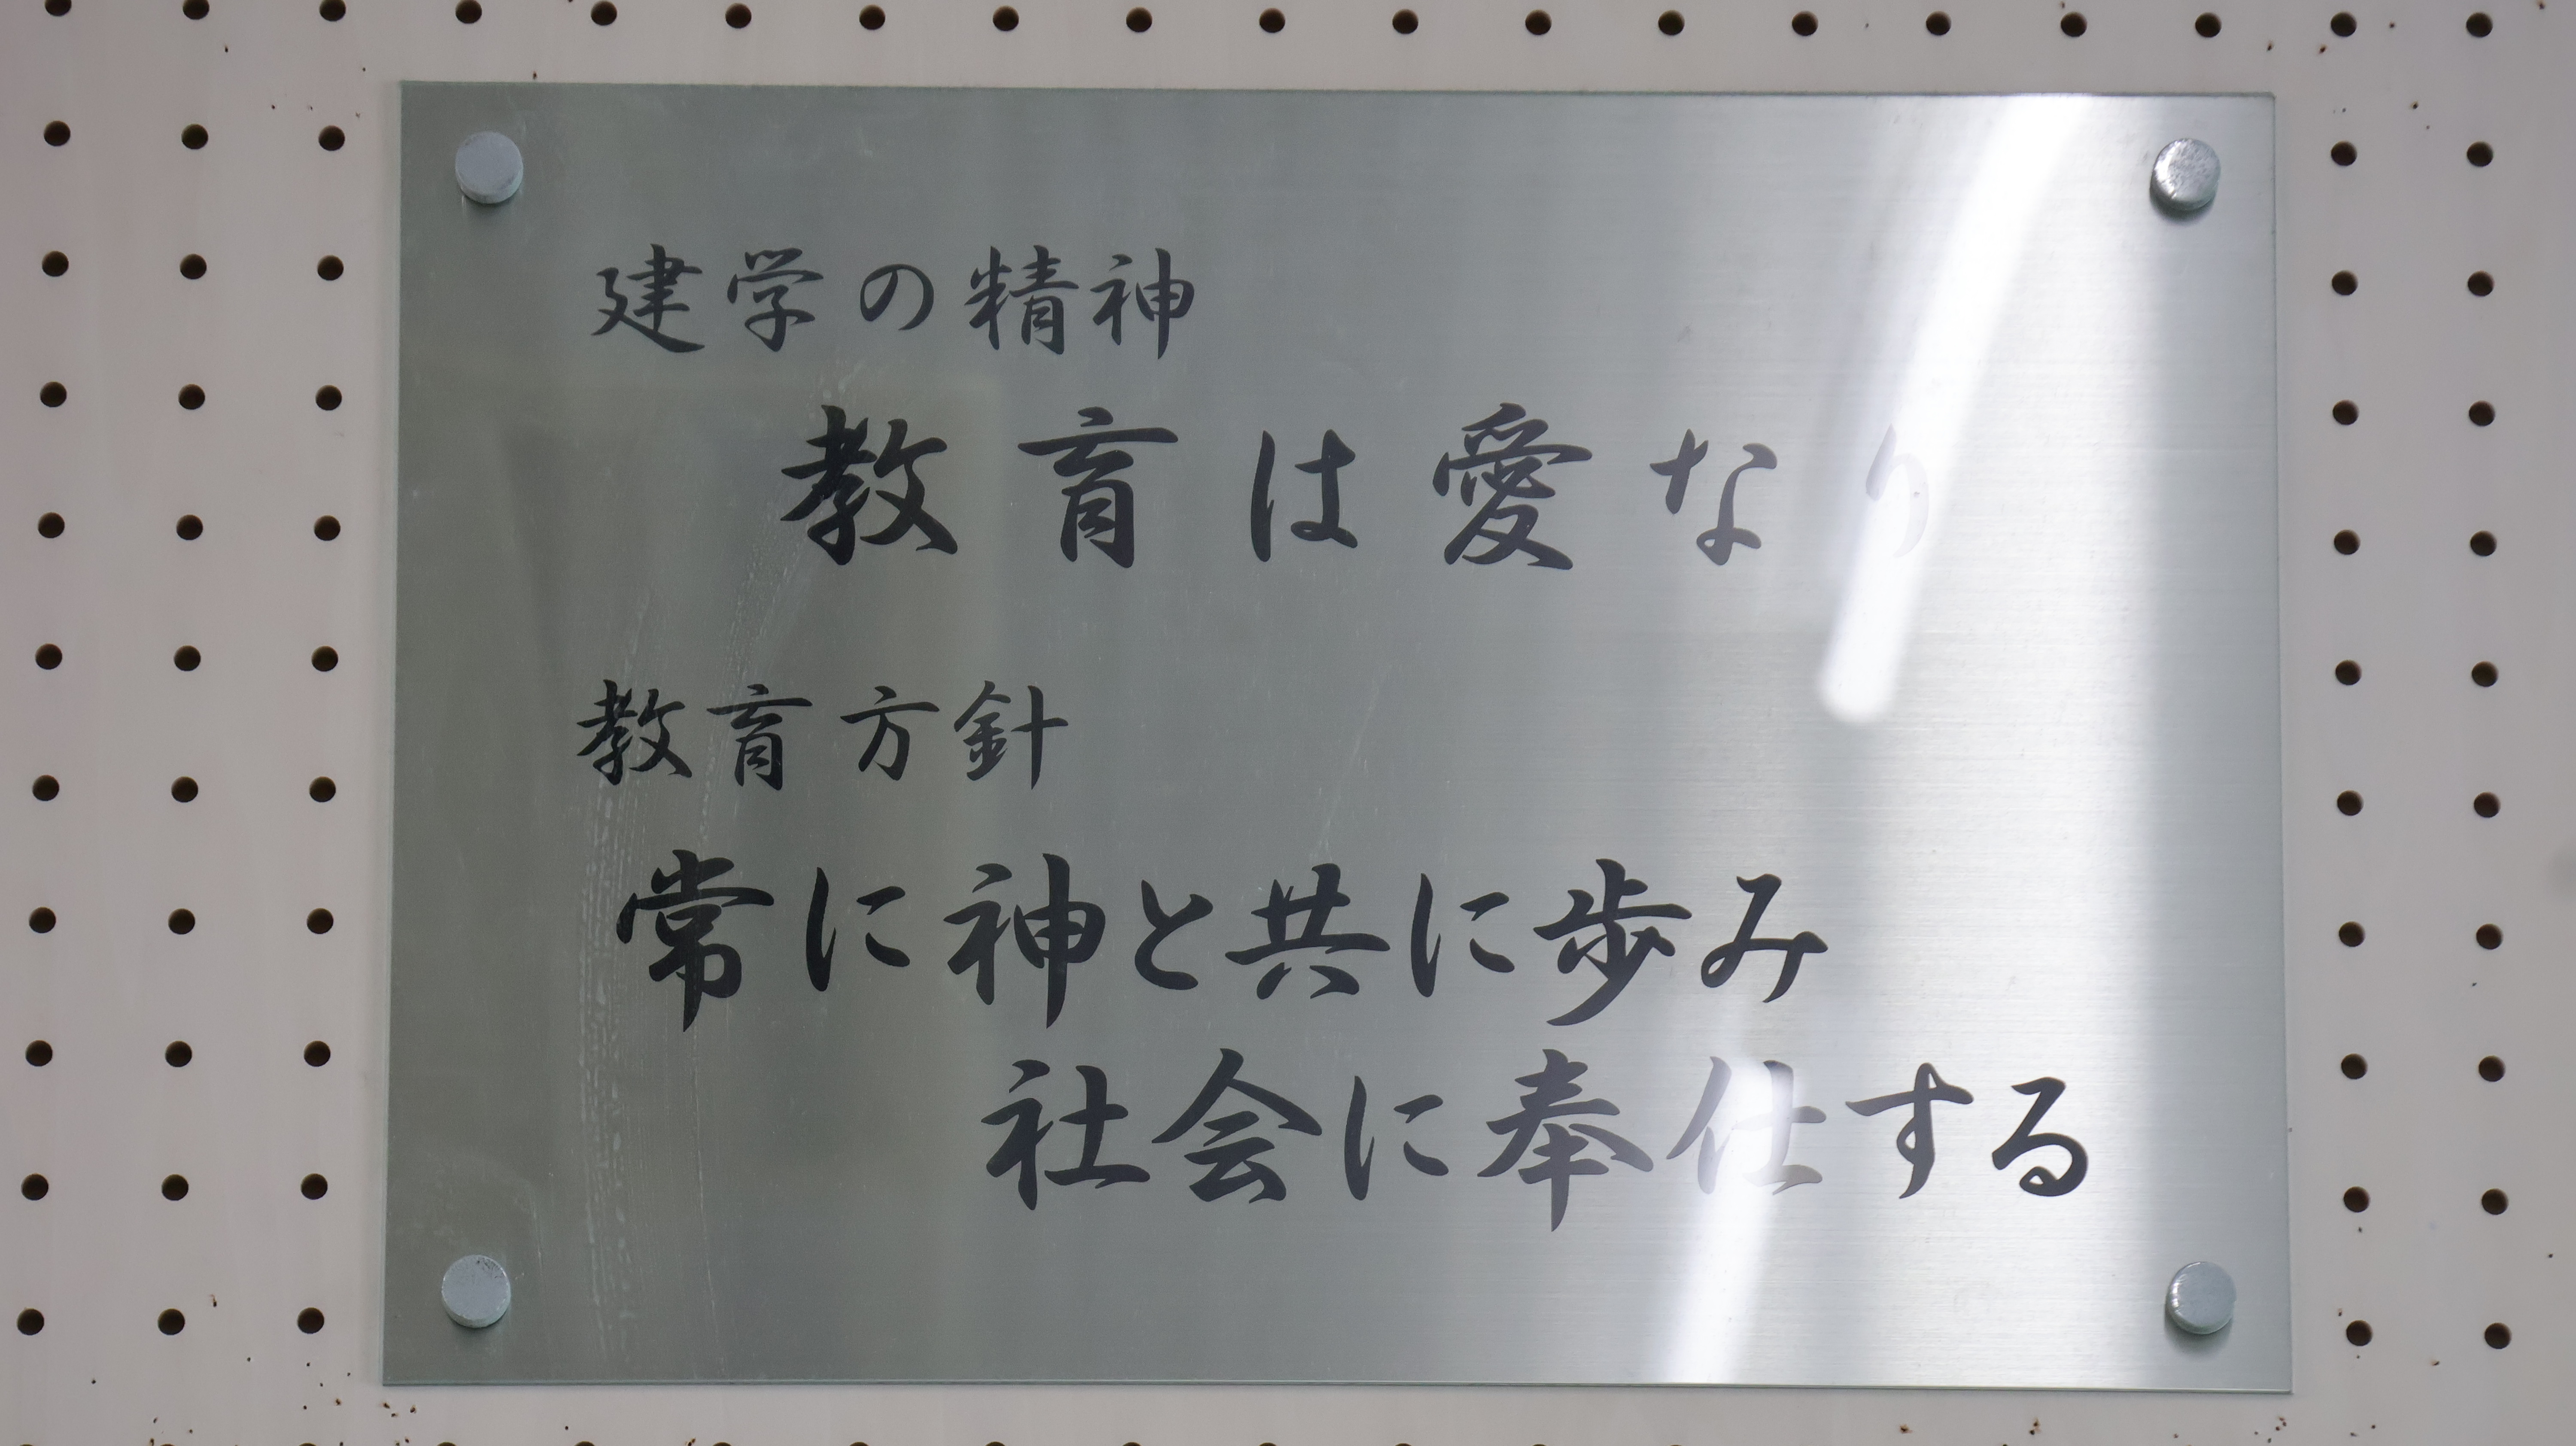 建学の精神
教育は愛なり
教育方針
常に神と共に歩み
社会に奉仕する